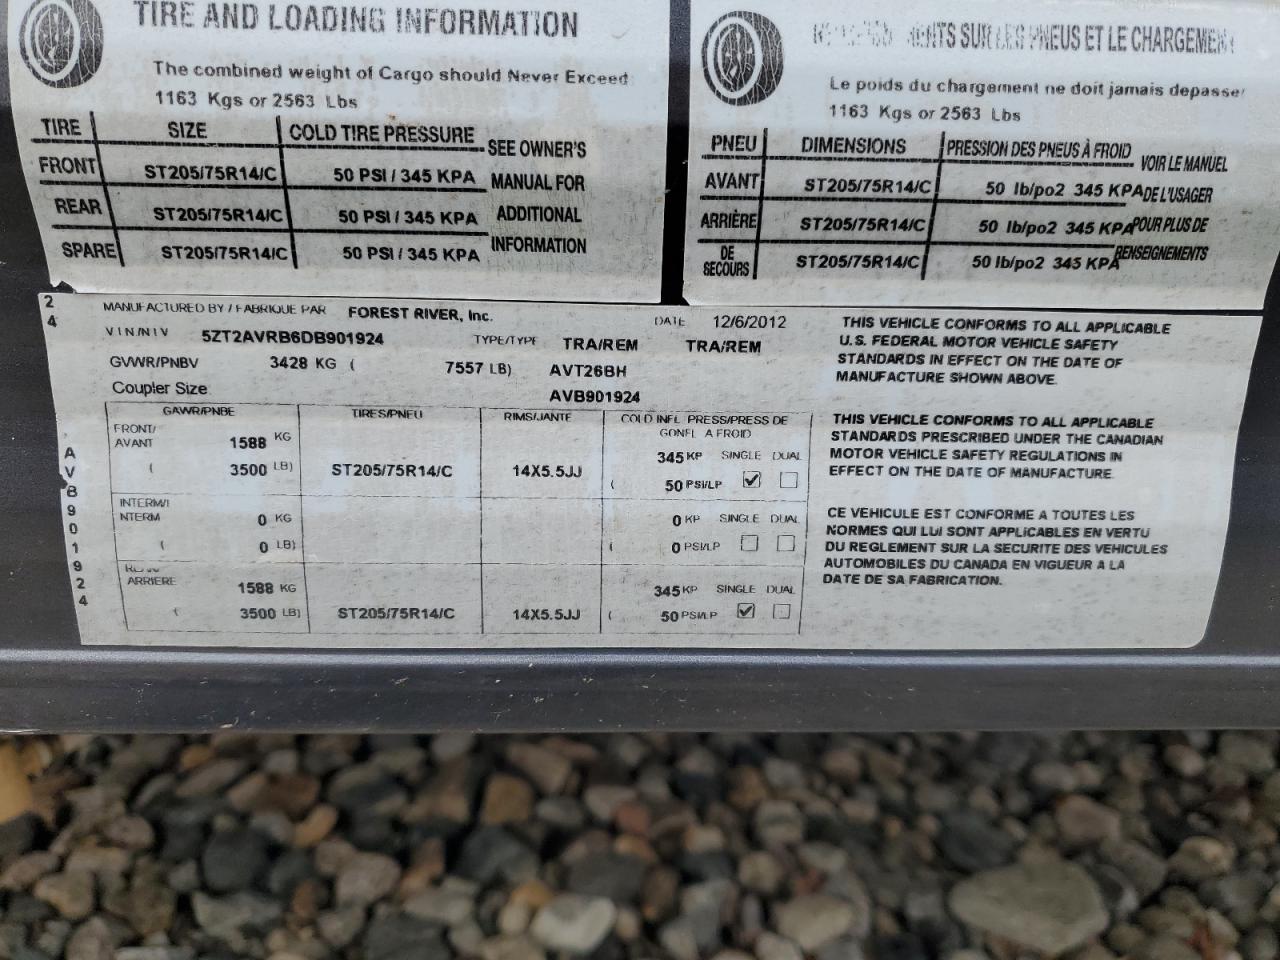 TIRE AND LOADING INFORMATION
The combined weight of Cargo should Never Exceed
1163 Kgs or 2563 Lbs
TIRE SIZE COLD TIRE PRESSURE SEE OWNER'S
FRONT ST205/75R14/C 50 PSI / 345 KPA MANUAL FOR
REAR ST205/75R14/C 50 PSI / 345 KPA ADDITIONAL
SPARE ST205/75R14/C 50 PSI / 345 KPA INFORMATION
SUR LES PNEUS ET LE CHARGEMENT
Le poids du chargement ne doit jamais depasser
1163 Kgs or 2563 Lbs
PNEU DIMENSIONS PRESSION DES PNEUS À FROID VOIR LE MANUEL
AVANT ST205/75R14/C 50 lb/po2 345 KPA DE L'USAGER
ARRIÈRE ST205/75R14/C 50 lb/po2 345 KPA POUR PLUS DE
DE SECOURS ST205/75R14/C 50 lb/po2 345 KPA RENSEIGNEMENTS
24
MANUFACTURED BY / FABRIQUE PAR FOREST RIVER, Inc. DATE 12/6/2012
VIN/NIV 5ZT2AVRB6DB901924 TYPE/TYPE TRA/REM TRA/REM
GVWR/PNBV 3428 KG ( 7557 LB) AVT26BH
Coupler Size AVB901924
GAWR/PNBE TIRES/PNEU RIMS/JANTE COLD INFL PRESS/PRESS DE
GONFL A FROID
FRONT/
AVANT 1588 KG 345 KP SINGLE DUAL
( 3500 LB) ST205/75R14/C 14X5.5JJ ( 50 PSI/LP
INTERM/I
NTERM 0 KG 0 KP SINGLE DUAL
( 0 LB) ( 0 PSI/LP
ARRIERE 1588 KG 345 KP SINGLE DUAL
( 3500 LB) ST205/75R14/C 14X5.5JJ ( 50 PSI/LP
AVB901924
THIS VEHICLE CONFORMS TO ALL APPLICABLE
U.S. FEDERAL MOTOR VEHICLE SAFETY
STANDARDS IN EFFECT ON THE DATE OF
MANUFACTURE SHOWN ABOVE.
THIS VEHICLE CONFORMS TO ALL APPLICABLE
STANDARDS PRESCRIBED UNDER THE CANADIAN
MOTOR VEHICLE SAFETY REGULATIONS IN
EFFECT ON THE DATE OF MANUFACTURE.
CE VEHICULE EST CONFORME A TOUTES LES
NORMES QUI LUI SONT APPLICABLES EN VERTU
DU REGLEMENT SUR LA SECURITE DES VEHICULES
AUTOMOBILES DU CANADA EN VIGUEUR A LA
DATE DE SA FABRICATION.